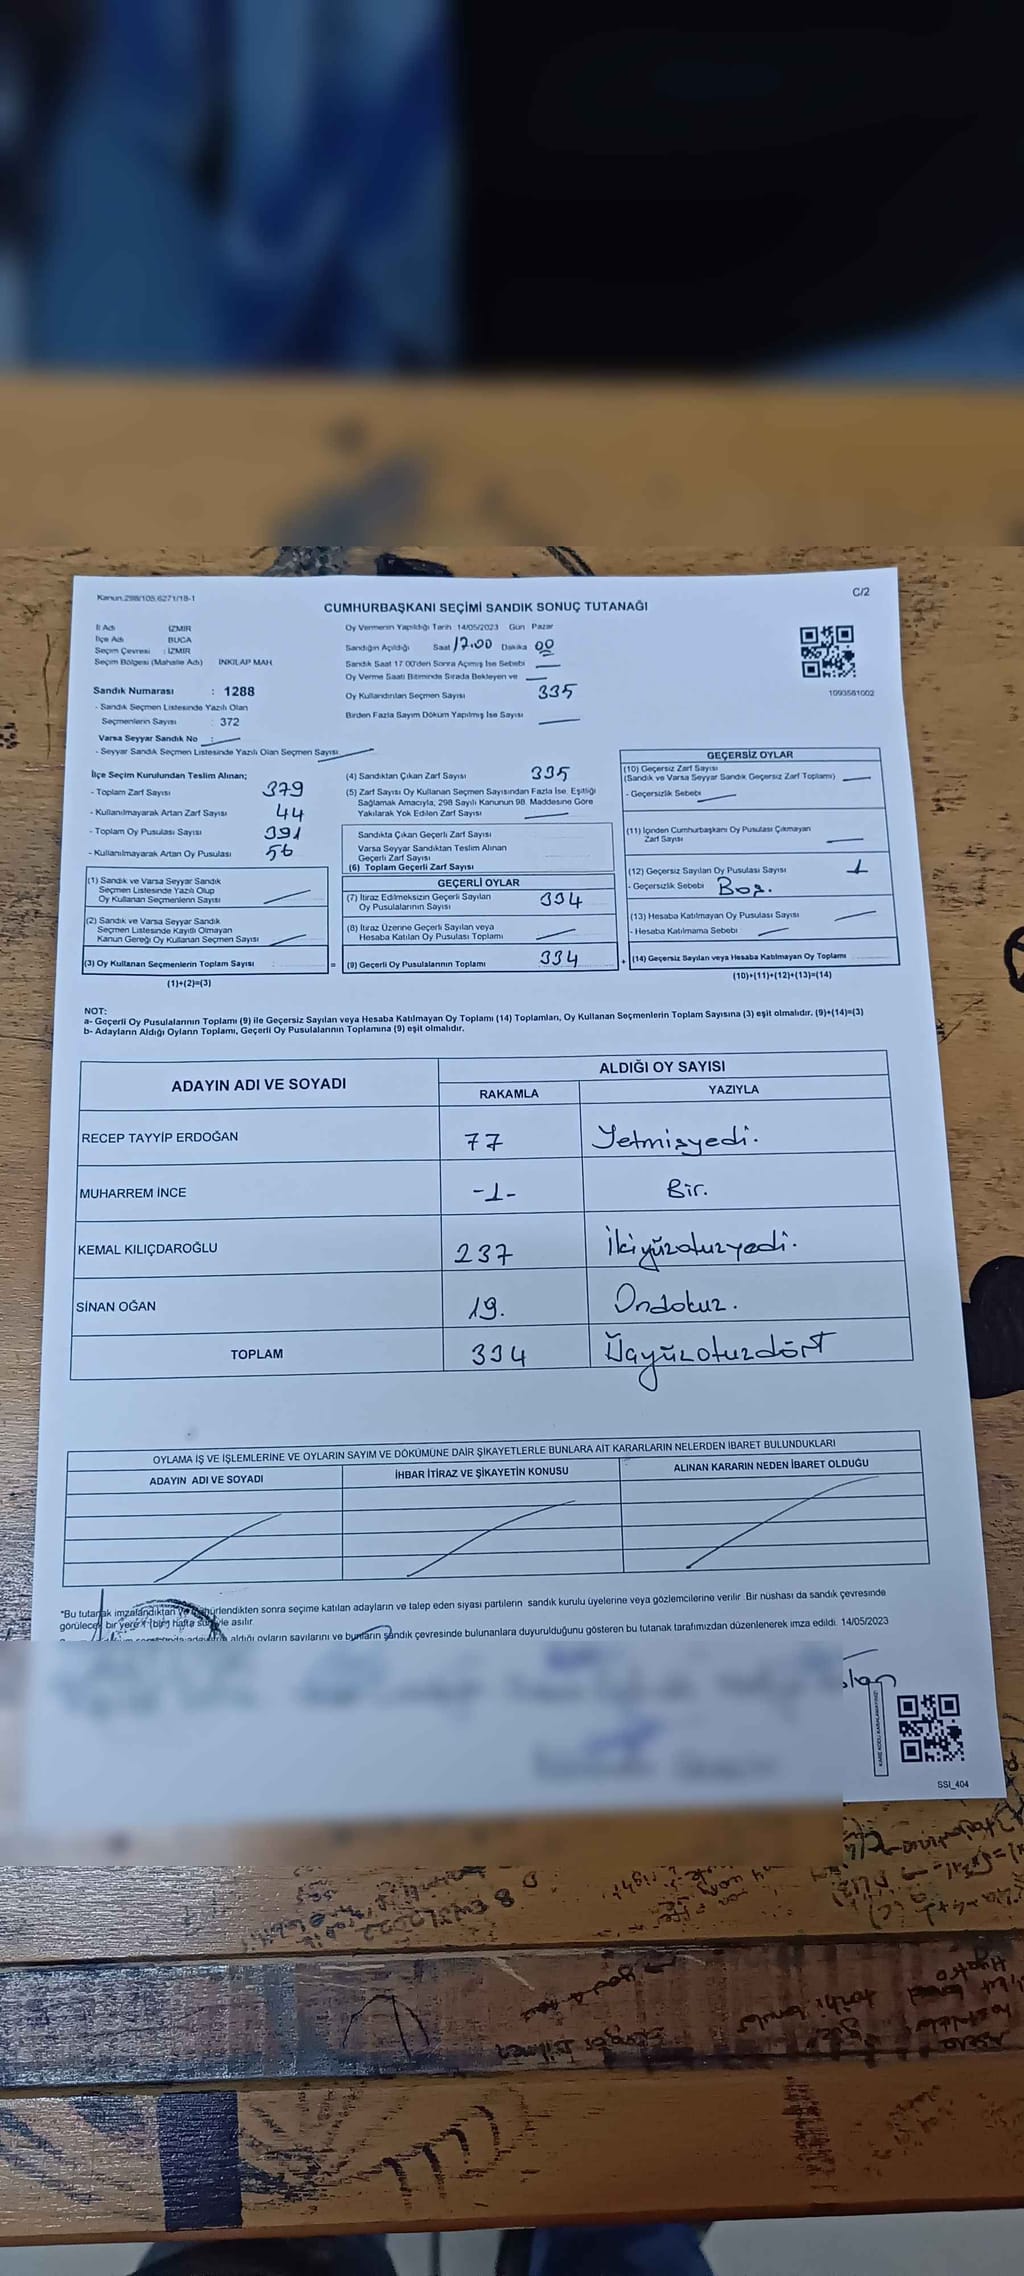 Kanun.298/105,6271/18-1
C/2
CUMHURBAŞKANI SEÇİMİ SANDIK SONUÇ TUTANAĞI
İl Adı İZMİR
İlçe Adı BUCA
Seçim Çevresi : İZMİR
Seçim Bölgesi (Mahalle Adı) İNKILAP MAH.
Sandık Numarası : 1288
- Sandık Seçmen Listesinde Yazılı Olan
Seçmenlerin Sayısı : 372
Varsa Seyyar Sandık No :
- Seyyar Sandık Seçmen Listesinde Yazılı Olan Seçmen Sayısı
Oy Vermenin Yapıldığı Tarih 14/05/2023 Gün Pazar
Sandığın Açıldığı Saat 17.00 Dakika 00
Sandık Saat 17.00'den Sonra Açılmış İse Sebebi
Oy Verme Saati Bitiminde Sırada Bekleyen ve
Oy Kullandırılan Seçmen Sayısı 335
Birden Fazla Sayım Döküm Yapılmış İse Sayısı
1093581002
İlçe Seçim Kurulundan Teslim Alınan;
- Toplam Zarf Sayısı 379
- Kullanılmayarak Artan Zarf Sayısı 44
- Toplam Oy Pusulası Sayısı 391
- Kullanılmayarak Artan Oy Pusulası 56
(1) Sandık ve Varsa Seyyar Sandık
Seçmen Listesinde Yazılı Olup
Oy Kullanan Seçmenlerin Sayısı
(2) Sandık ve Varsa Seyyar Sandık
Seçmen Listesinde Kayıtlı Olmayan
Kanun Gereği Oy Kullanan Seçmen Sayısı
(3) Oy Kullanan Seçmenlerin Toplam Sayısı :
(1)+(2)=(3)
(4) Sandıktan Çıkan Zarf Sayısı 335
(5) Zarf Sayısı Oy Kullanan Seçmen Sayısından Fazla İse, Eşitliği
Sağlamak Amacıyla, 298 Sayılı Kanunun 98. Maddesine Göre
Yakılarak Yok Edilen Zarf Sayısı
Sandıkta Çıkan Geçerli Zarf Sayısı
Varsa Seyyar Sandıktan Teslim Alınan
Geçerli Zarf Sayısı
(6) Toplam Geçerli Zarf Sayısı
GEÇERLİ OYLAR
(7) İtiraz Edilmeksizin Geçerli Sayılan
Oy Pusulalarının Sayısı 334
(8) İtiraz Üzerine Geçerli Sayılan veya
Hesaba Katılan Oy Pusulası Toplamı
= (9) Geçerli Oy Pusulalarının Toplamı 334
GEÇERSİZ OYLAR
(10) Geçersiz Zarf Sayısı
(Sandık ve Varsa Seyyar Sandık Geçersiz Zarf Toplamı)
- Geçersizlik Sebebi
(11) İçinden Cumhurbaşkanı Oy Pusulası Çıkmayan
Zarf Sayısı
(12) Geçersiz Sayılan Oy Pusulası Sayısı 1
- Geçersizlik Sebebi Boş.
(13) Hesaba Katılmayan Oy Pusulası Sayısı
- Hesaba Katılmama Sebebi
+ (14) Geçersiz Sayılan veya Hesaba Katılmayan Oy Toplamı
(10)+(11)+(12)+(13)=(14)
NOT:
a- Geçerli Oy Pusulalarının Toplamı (9) ile Geçersiz Sayılan veya Hesaba Katılmayan Oy Toplamı (14) Toplamları, Oy Kullanan Seçmenlerin Toplam Sayısına (3) eşit olmalıdır. (9)+(14)=(3)
b- Adayların Aldığı Oyların Toplamı, Geçerli Oy Pusulalarının Toplamına (9) eşit olmalıdır.
ADAYIN ADI VE SOYADI
ALDIĞI OY SAYISI
RAKAMLA YAZIYLA
RECEP TAYYİP ERDOĞAN 77 Yetmişyedi.
MUHARREM İNCE -1- Bir.
KEMAL KILIÇDAROĞLU 237 İkiyüzotuzyedi.
SİNAN OĞAN 19. Ondokuz.
TOPLAM 334 Üçyüzotuzdört
OYLAMA İŞ VE İŞLEMLERİNE VE OYLARIN SAYIM VE DÖKÜMÜNE DAİR ŞİKAYETLERLE BUNLARA AİT KARARLARIN NELERDEN İBARET BULUNDUKLARI
ADAYIN ADI VE SOYADI İHBAR İTİRAZ VE ŞİKAYETİN KONUSU ALINAN KARARIN NEDEN İBARET OLDUĞU
*Bu tutanak imzalandıktan ve mühürlendikten sonra seçime katılan adayların ve talep eden siyasi partilerin sandık kurulu üyelerine veya gözlemcilerine verilir. Bir nüshası da sandık çevresinde
görülecek bir yere 1 (bir) hafta süreyle asılır.
aldığı oyların sayılarını ve bunların sandık çevresinde bulunanlara duyurulduğunu gösteren bu tutanak tarafımızdan düzenlenerek imza edildi. 14/05/2023
SSI_404